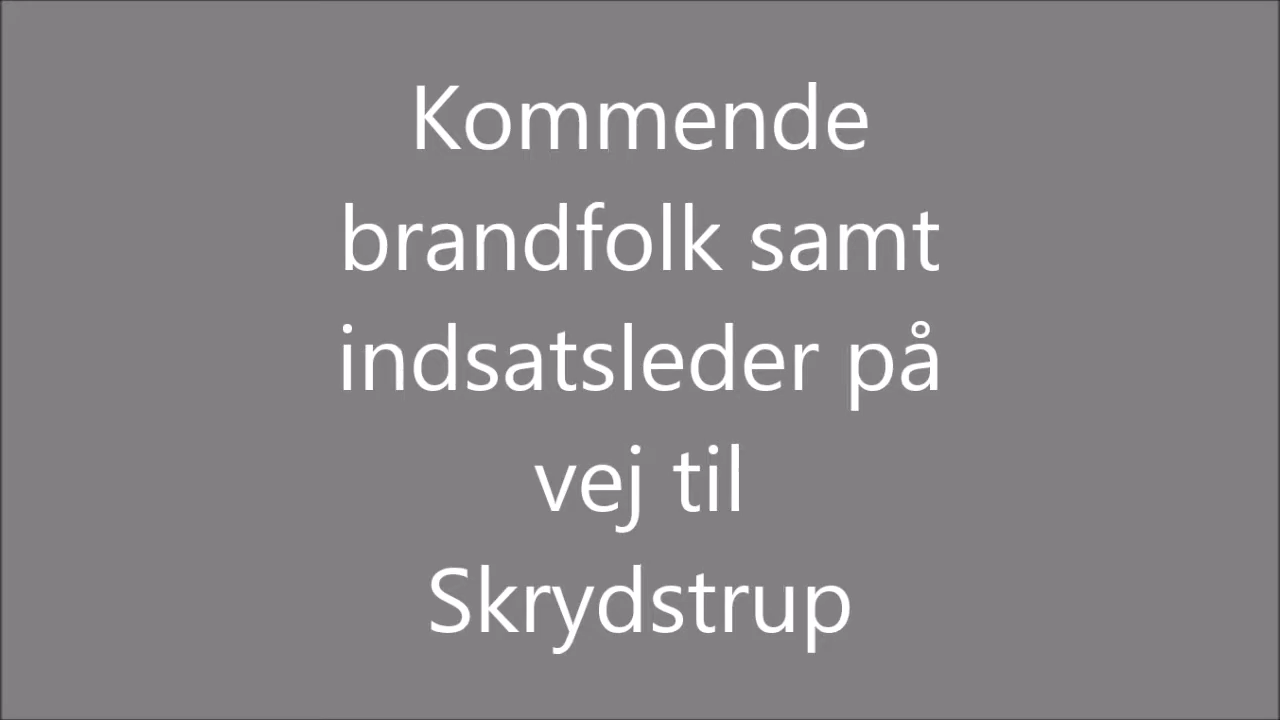 Kommende
brandfolk samt
indsatsleder på
vej til
Skrydstrup